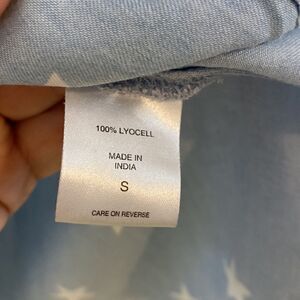 100% LYOCELL
MADE IN
INDIA
S
CARE ON REVERSE